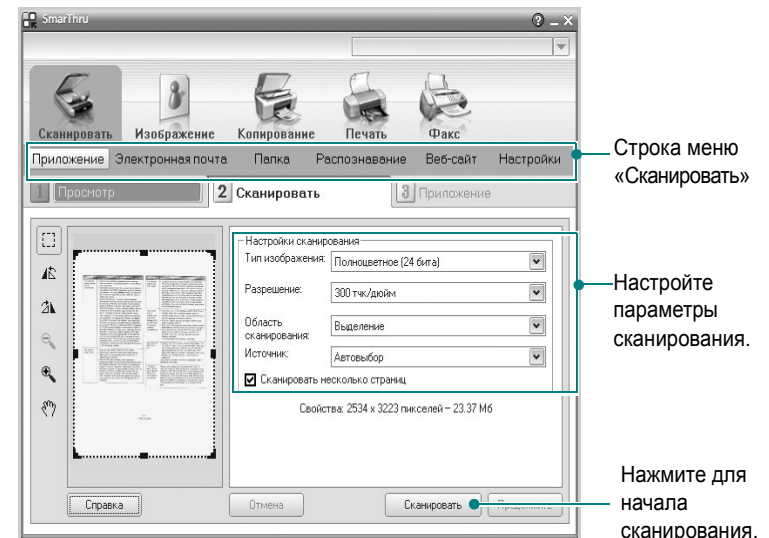 SmarThru
Сканировать Изображение Копирование Печать Факс
Приложение Электронная почта Папка Распознавание Веб-сайт Настройки
1 Просмотр 2 Сканировать 3 Приложение
Настройки сканирования
Тип изображения: Полноцветное (24 бита)
Разрешение: 300 тчк/дюйм
Область
сканирования: Выделение
Источник: Автовыбор
Сканировать несколько страниц
Свойства: 2534 x 3223 пикселей – 23.37 Мб
Справка Отмена Сканировать
Строка меню
«Сканировать»
Настройте
параметры
сканирования.
Нажмите для
начала
сканирования.